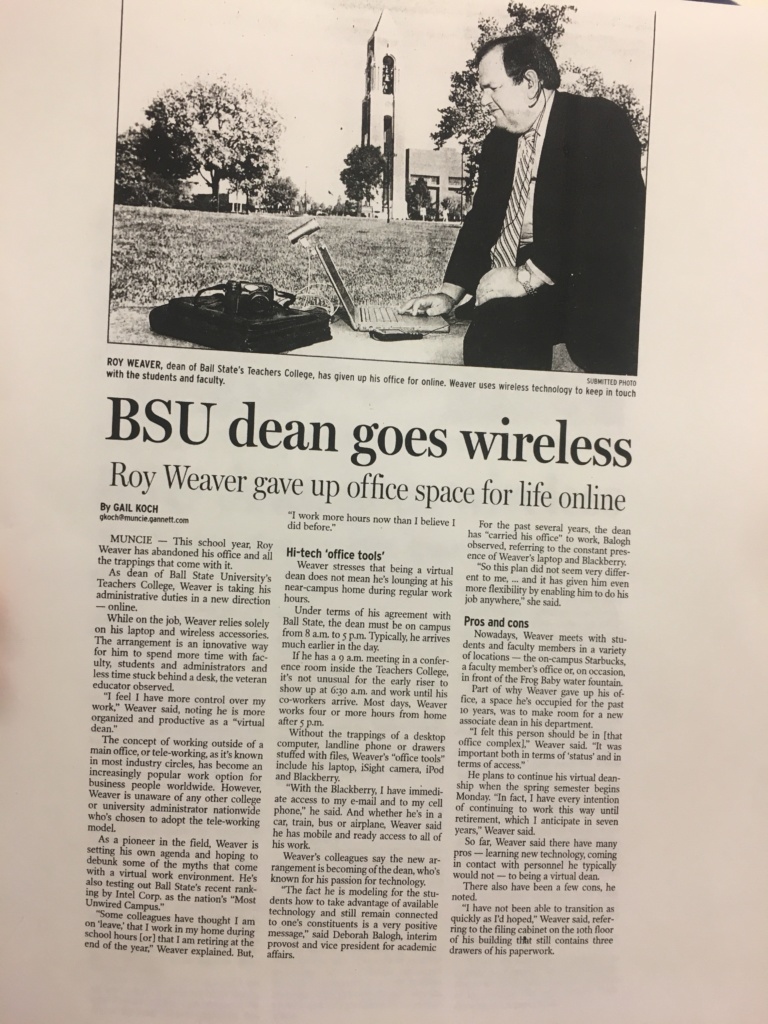 SUBMITTED PHOTO
ROY WEAVER, dean of Ball State's Teachers College, has given up his office for online. Weaver uses wireless technology to keep in touch
with the students and faculty.
BSU dean goes wireless
Roy Weaver gave up office space for life online
By GAIL KOCH
gkoch@muncie.gannett.com
MUNCIE — This school year, Roy
Weaver has abandoned his office and all
the trappings that come with it.
As dean of Ball State University's
Teachers College, Weaver is taking his
administrative duties in a new direction
— online.
While on the job, Weaver relies solely
on his laptop and wireless accessories.
The arrangement is an innovative way
for him to spend more time with fac-
ulty, students and administrators and
less time stuck behind a desk, the veteran
educator observed.
"I feel I have more control over my
work," Weaver said, noting he is more
organized and productive as a "virtual
dean."
The concept of working outside of a
main office, or tele-working, as it's known
in most industry circles, has become an
increasingly popular work option for
business people worldwide. However,
Weaver is unaware of any other college
or university administrator nationwide
who's chosen to adopt the tele-working
model.
As a pioneer in the field, Weaver is
setting his own agenda and hoping to
debunk some of the myths that come
with a virtual work environment. He's
also testing out Ball State's recent rank-
ing by Intel Corp. as the nation's "Most
Unwired Campus."
"Some colleagues have thought I am
on 'leave,' that I work in my home during
school hours [or] that I am retiring at the
end of the year," Weaver explained. But,
"I work more hours now than I believe I
did before."
Hi-tech 'office tools'
Weaver stresses that being a virtual
dean does not mean he's lounging at his
near-campus home during regular work
hours.
Under terms of his agreement with
Ball State, the dean must be on campus
from 8 a.m. to 5 p.m. Typically, he arrives
much earlier in the day.
If he has a 9 a.m. meeting in a confer-
ence room inside the Teachers College,
it's not unusual for the early riser to
show up at 6:30 a.m. and work until his
co-workers arrive. Most days, Weaver
works four or more hours from home
after 5 p.m.
Without the trappings of a desktop
computer, landline phone or drawers
stuffed with files, Weaver's "office tools"
include his laptop, iSight camera, iPod
and Blackberry.
"With the Blackberry, I have immedi-
ate access to my e-mail and to my cell
phone," he said. And whether he's in a
car, train, bus or airplane, Weaver said
he has mobile and ready access to all of
his work.
Weaver's colleagues say the new ar-
rangement is becoming of the dean, who's
known for his passion for technology.
"The fact he is modeling for the stu-
dents how to take advantage of available
technology and still remain connected
to one's constituents is a very positive
message," said Deborah Balogh, interim
provost and vice president for academic
affairs.
For the past several years, the dean
has "carried his office" to work, Balogh
observed, referring to the constant pres-
ence of Weaver's laptop and Blackberry.
"So this plan did not seem very differ-
ent to me, ... and it has given him even
more flexibility by enabling him to do his
job anywhere," she said.
Pros and cons
Nowadays, Weaver meets with stu-
dents and faculty members in a variety
of locations — the on-campus Starbucks,
a faculty member's office or, on occasion,
in front of the Frog Baby water fountain.
Part of why Weaver gave up his of-
fice, a space he's occupied for the past
10 years, was to make room for a new
associate dean in his department.
"I felt this person should be in [that
office complex]," Weaver said. "It was
important both in terms of 'status' and in
terms of access."
He plans to continue his virtual dean-
ship when the spring semester begins
Monday. "In fact, I have every intention
of continuing to work this way until
retirement, which I anticipate in seven
years," Weaver said.
So far, Weaver said there have many
pros — learning new technology, coming
in contact with personnel he typically
would not — to being a virtual dean.
There also have been a few cons, he
noted.
"I have not been able to transition as
quickly as I'd hoped," Weaver said, refer-
ring to the filing cabinet on the 10th floor
of his building that still contains three
drawers of his paperwork.